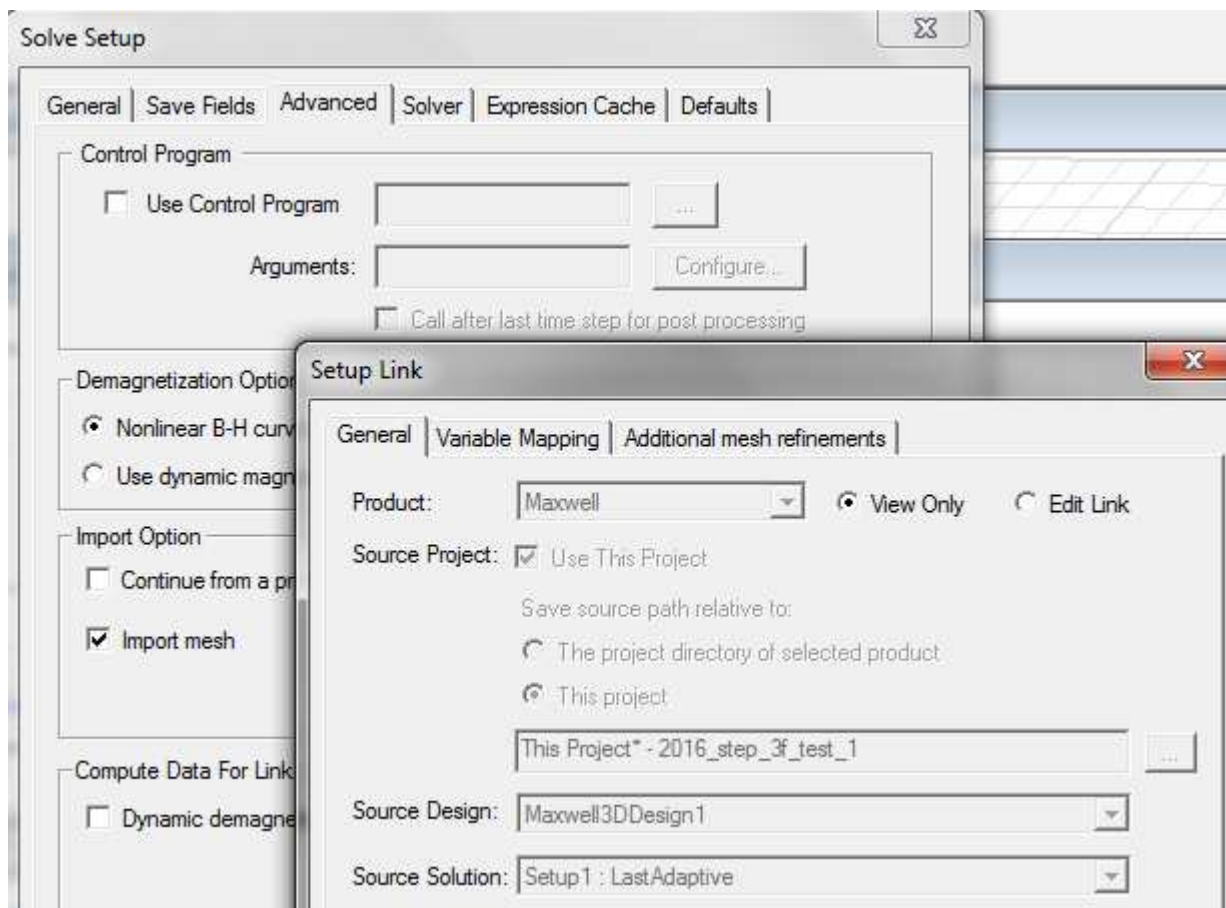 Solve Setup
General Save Fields Advanced Solver Expression Cache Defaults
Control Program
Use Control Program ...
Arguments: Configure...
Call after last time step for post processing
Demagnetization Option
Nonlinear B-H curv
Use dynamic magn
Import Option
Continue from a pr
Import mesh
Compute Data For Link
Dynamic demagne
Setup Link
General Variable Mapping Additional mesh refinements
Product: Maxwell View Only Edit Link
Source Project: Use This Project
Save source path relative to:
The project directory of selected product
This project
This Project* - 2016_step_3f_test_1 ...
Source Design: Maxwell3DDesign1
Source Solution: Setup1 : LastAdaptive